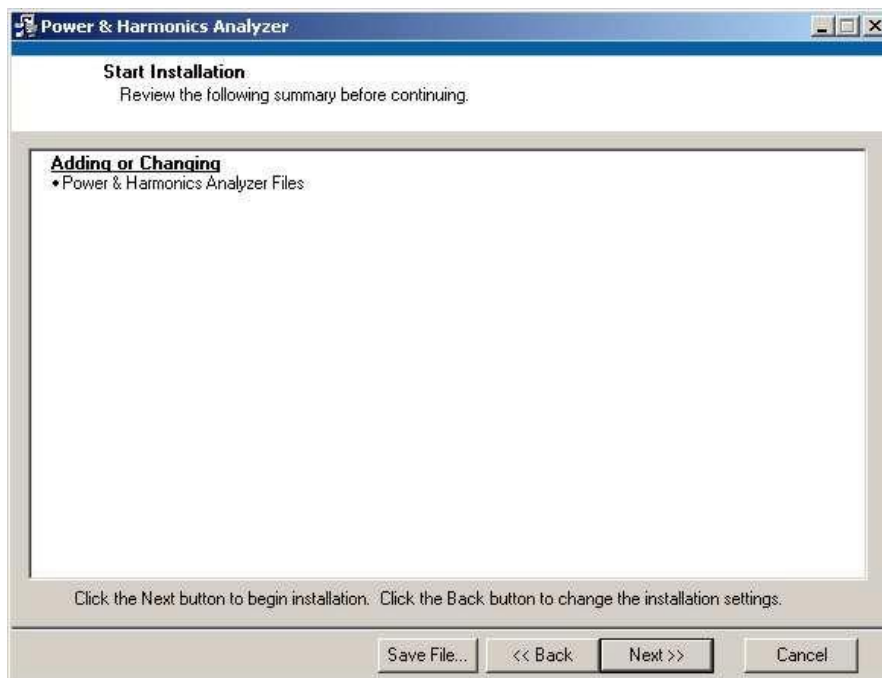 Power & Harmonics Analyzer
Start Installation
Review the following summary before continuing.
Adding or Changing
• Power & Harmonics Analyzer Files
Click the Next button to begin installation. Click the Back button to change the installation settings.
Save File... << Back Next >> Cancel